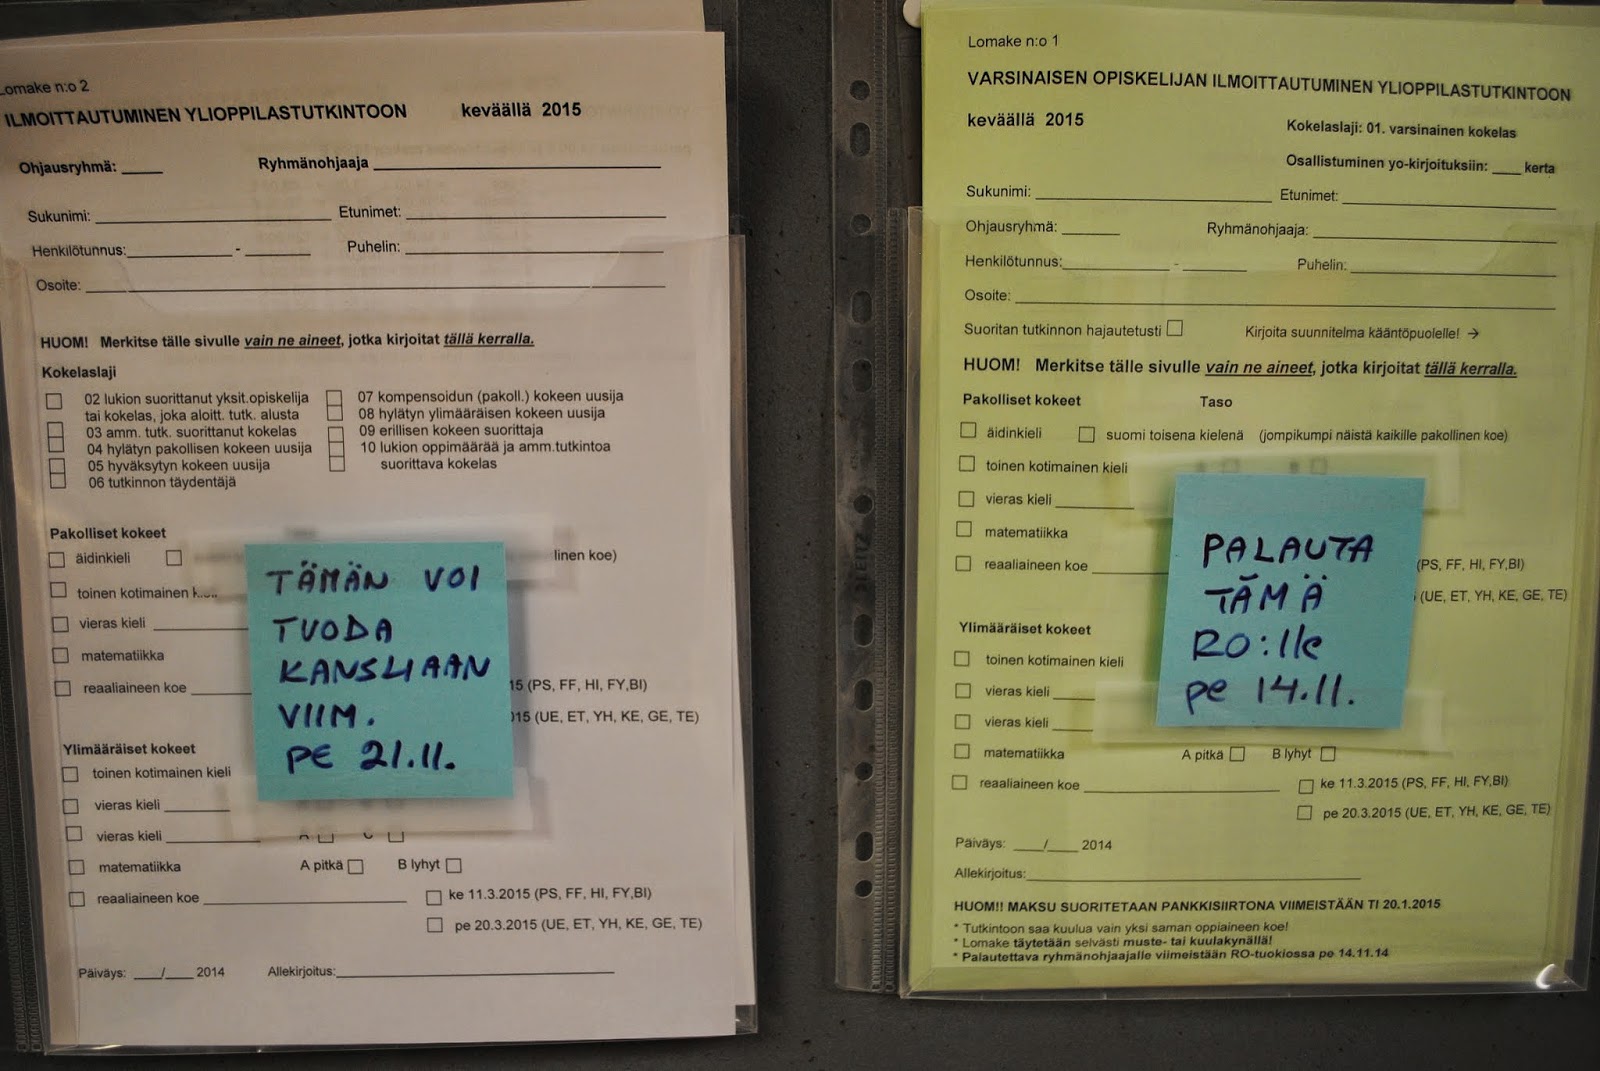 Lomake n:o 2
ILMOITTAUTUMINEN YLIOPPILASTUTKINTOON keväällä 2015
Ohjausryhmä: _____ Ryhmänohjaaja
Sukunimi: Etunimet:
Henkilötunnus: - Puhelin:
Osoite:
HUOM! Merkitse tälle sivulle vain ne aineet, jotka kirjoitat tällä kerralla.
Kokelaslaji
02 lukion suorittanut yksit.opiskelija
tai kokelas, joka aloitt. tutk. alusta
03 amm. tutk. suorittanut kokelas
04 hylätyn pakollisen kokeen uusija
05 hyväksytyn kokeen uusija
06 tutkinnon täydentäjä
07 kompensoidun (pakoll.) kokeen uusija
08 hylätyn ylimääräisen kokeen uusija
09 erillisen kokeen suorittaja
10 lukion oppimäärää ja amm.tutkintoa
suorittava kokelas
Pakolliset kokeet
äidinkieli linen koe)
toinen kotimainen
vieras kieli
matematiikka
reaaliaineen koe 15 (PS, FF, HI, FY,BI)
015 (UE, ET, YH, KE, GE, TE)
TÄMÄN VOI
TUODA
KANSLIAAN
VIIM.
PE 21.11.
Ylimääräiset kokeet
toinen kotimainen kieli
vieras kieli
vieras kieli
matematiikka A pitkä B lyhyt
reaaliaineen koe ke 11.3.2015 (PS, FF, HI, FY,BI)
pe 20.3.2015 (UE, ET, YH, KE, GE, TE)
Päiväys: ___/___ 2014 Allekirjoitus:
Lomake n:o 1
VARSINAISEN OPISKELIJAN ILMOITTAUTUMINEN YLIOPPILASTUTKINTOON
keväällä 2015
Kokelaslaji: 01. varsinainen kokelas
Osallistuminen yo-kirjoituksiin: ___ kerta
Sukunimi: Etunimet:
Ohjausryhmä: Ryhmänohjaaja:
Henkilötunnus: - Puhelin:
Osoite:
Suoritan tutkinnon hajautetusti Kirjoita suunnitelma kääntöpuolelle! →
HUOM! Merkitse tälle sivulle vain ne aineet, jotka kirjoitat tällä kerralla.
Pakolliset kokeet Taso
äidinkieli suomi toisena kielenä (jompikumpi näistä kaikille pakollinen koe)
toinen kotimainen kieli
vieras kieli
matematiikka
reaaliaineen koe (PS, FF, HI, FY,BI)
(UE, ET, YH, KE, GE, TE)
PALAUTA
TÄMÄ
RO:lle
pe 14.11.
Ylimääräiset kokeet
toinen kotimainen kieli
vieras kieli
vieras kieli
matematiikka A pitkä B lyhyt
reaaliaineen koe ke 11.3.2015 (PS, FF, HI, FY,BI)
pe 20.3.2015 (UE, ET, YH, KE, GE, TE)
Päiväys: ___/___ 2014
Allekirjoitus:
HUOM!! MAKSU SUORITETAAN PANKKISIIRTONA VIIMEISTÄÄN TI 20.1.2015
* Tutkintoon saa kuulua vain yksi saman oppiaineen koe!
* Lomake täytetään selvästi muste- tai kuulakynällä!
* Palautettava ryhmänohjaajalle viimeistään RO-tuokiossa pe 14.11.14
LEITZ